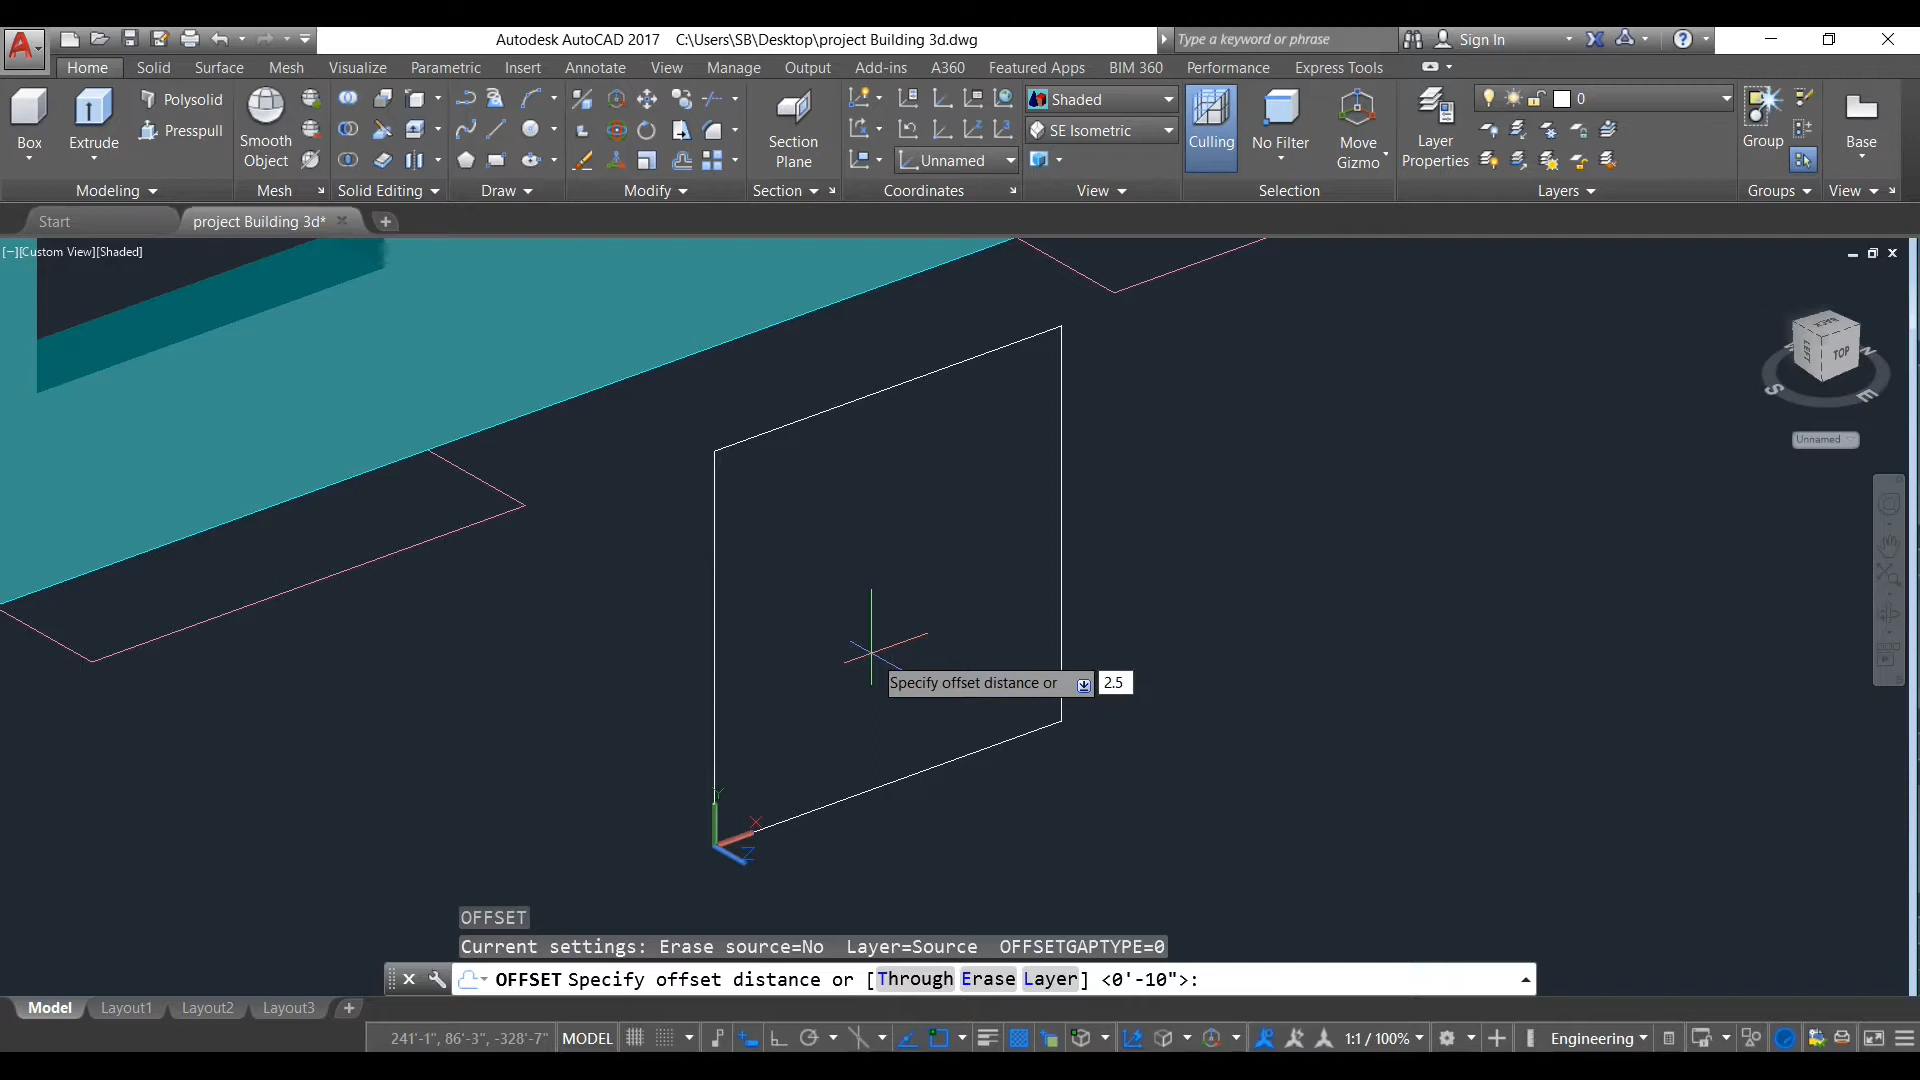 Autodesk AutoCAD 2017 C:\Users\SB\Desktop\project Building 3d.dwg
Type a keyword or phrase
Sign In
Home Solid Surface Mesh Visualize Parametric Insert Annotate View Manage Output Add-ins A360 Featured Apps BIM 360 Performance Express Tools
Box
Extrude
Polysolid
Presspull
Smooth
Object
Section
Plane
Unnamed
Shaded
SE Isometric
Culling
No Filter
Move
Gizmo
Layer
Properties
0
Group
Base
Modeling Mesh Solid Editing Draw Modify Section Coordinates View Selection Layers Groups View
Start
project Building 3d*
[−][Custom View][Shaded]
BACK
LEFT
TOP
N
S
E
Unnamed
Specify offset distance or 2.5
Y
X
Z
OFFSET
Current settings: Erase source=No Layer=Source OFFSETGAPTYPE=0
OFFSET Specify offset distance or [Through Erase Layer] <0'-10">:
Model Layout1 Layout2 Layout3
241'-1", 86'-3", -328'-7" MODEL 1:1 / 100% Engineering